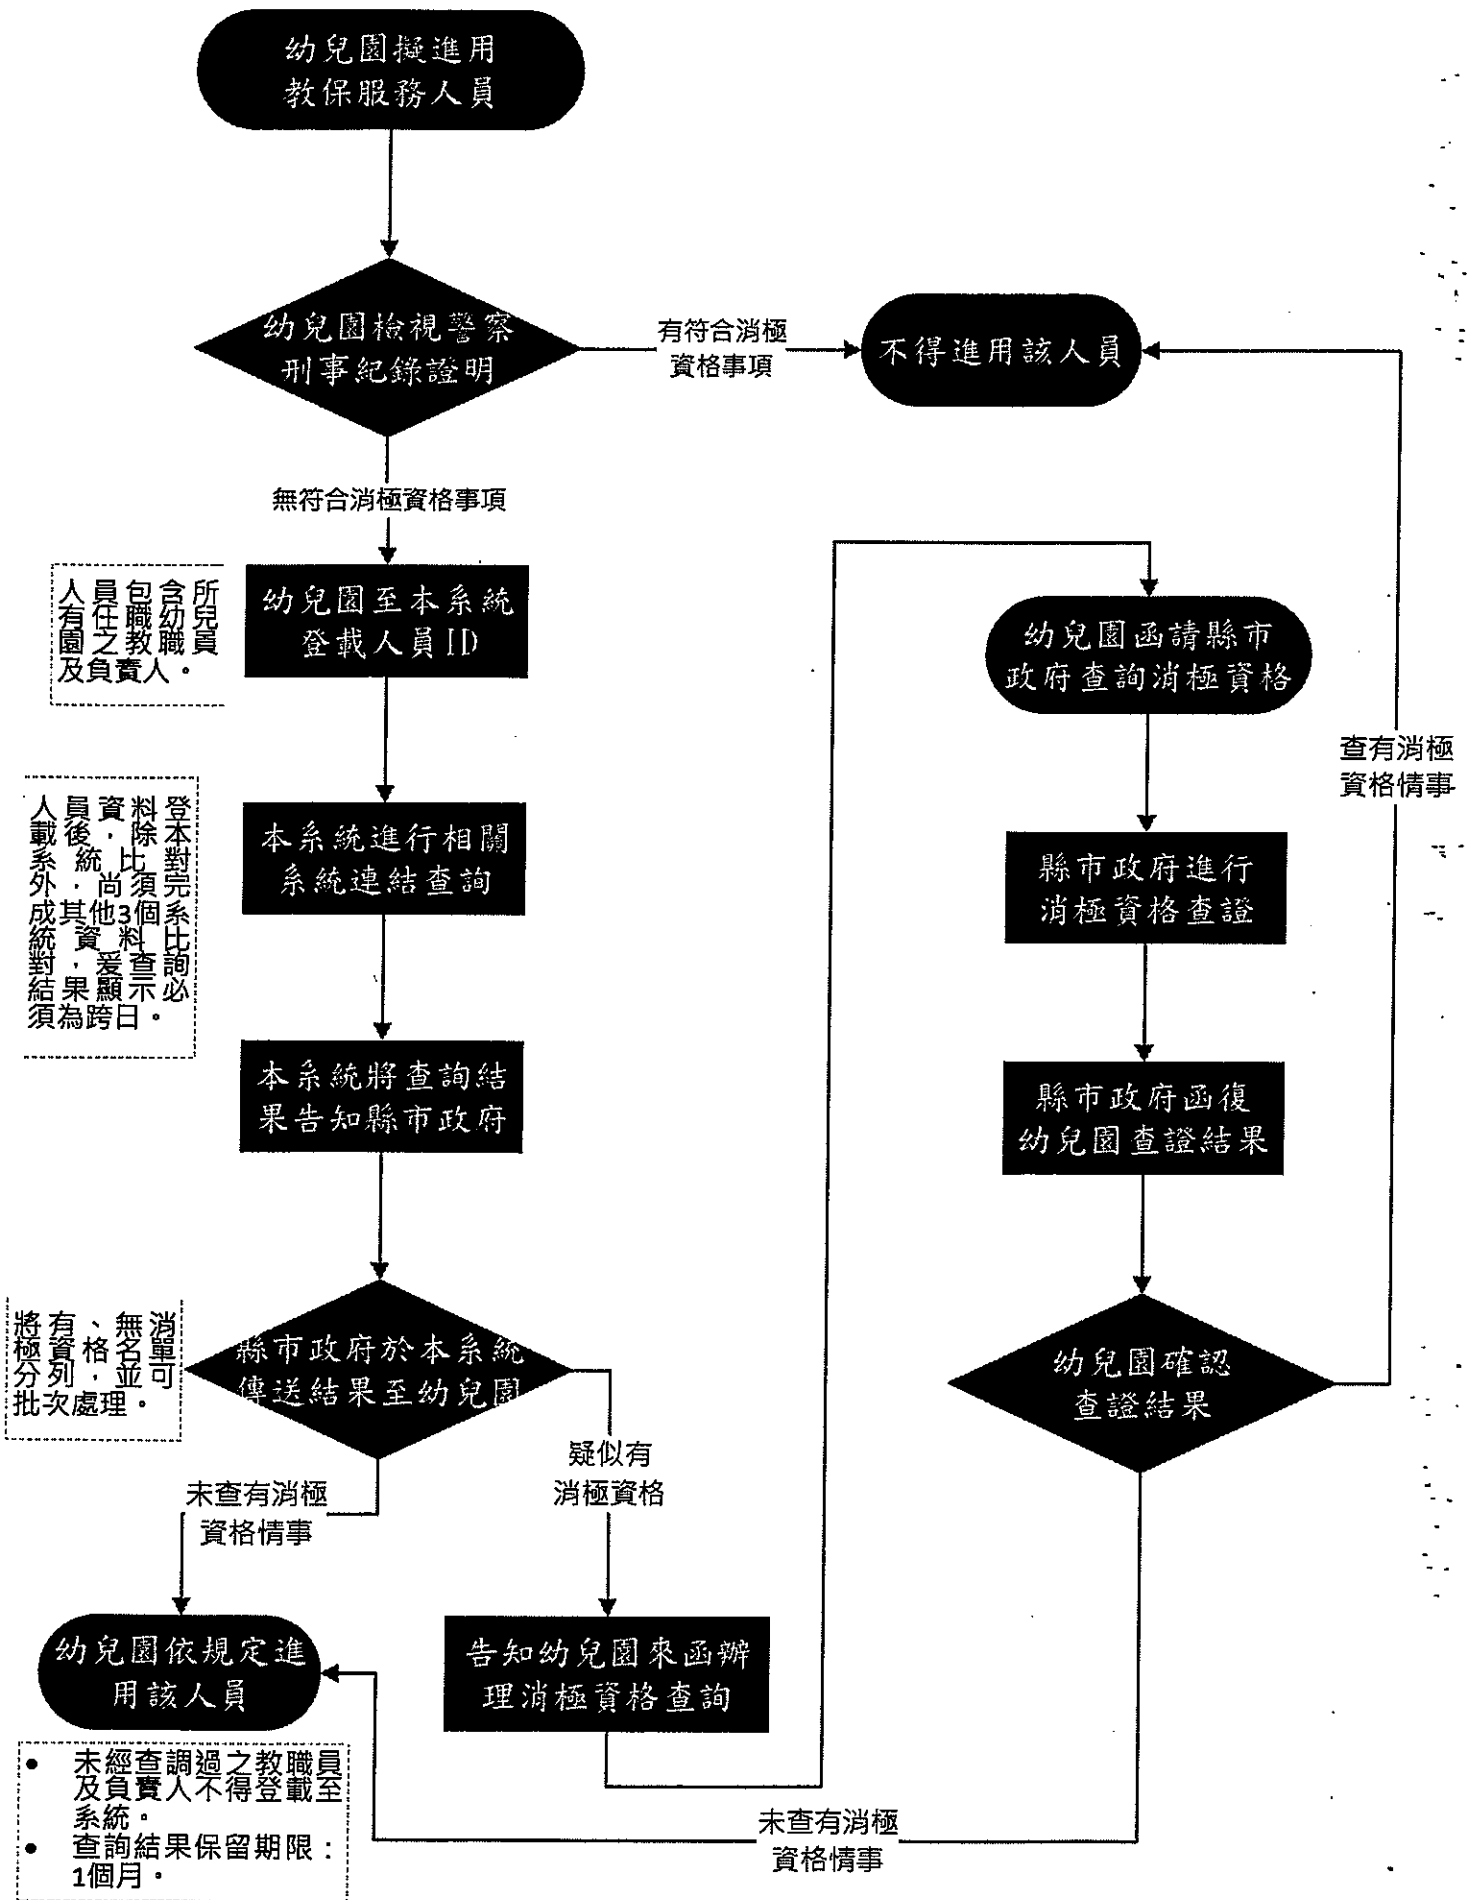 幼兒園擬進用
教保服務人員
幼兒園檢視警察
刑事紀錄證明
有符合消極
資格事項
不得進用該人員
無符合消極資格事項
人員包含所
有任職幼兒
園之教職員
及負責人。
幼兒園至本系統
登載人員ID
人員資料登
載後，除本
系統比對
外，尚須完
成其他3個系
統資料比
對，爰查詢
結果顯示必
須為跨日。
本系統進行相關
系統連結查詢
本系統將查詢結
果告知縣市政府
將有、無消
極資格名單
分列，並可
批次處理。
縣市政府於本系統
傳送結果至幼兒園
未查有消極
資格情事
疑似有
消極資格
幼兒園依規定進
用該人員
告知幼兒園來函辦
理消極資格查詢
• 未經查調過之教職員
及負責人不得登載至
系統。
• 查詢結果保留期限：
1個月。
幼兒園函請縣市
政府查詢消極資格
縣市政府進行
消極資格查證
縣市政府函復
幼兒園查證結果
幼兒園確認
查證結果
查有消極
資格情事
未查有消極
資格情事